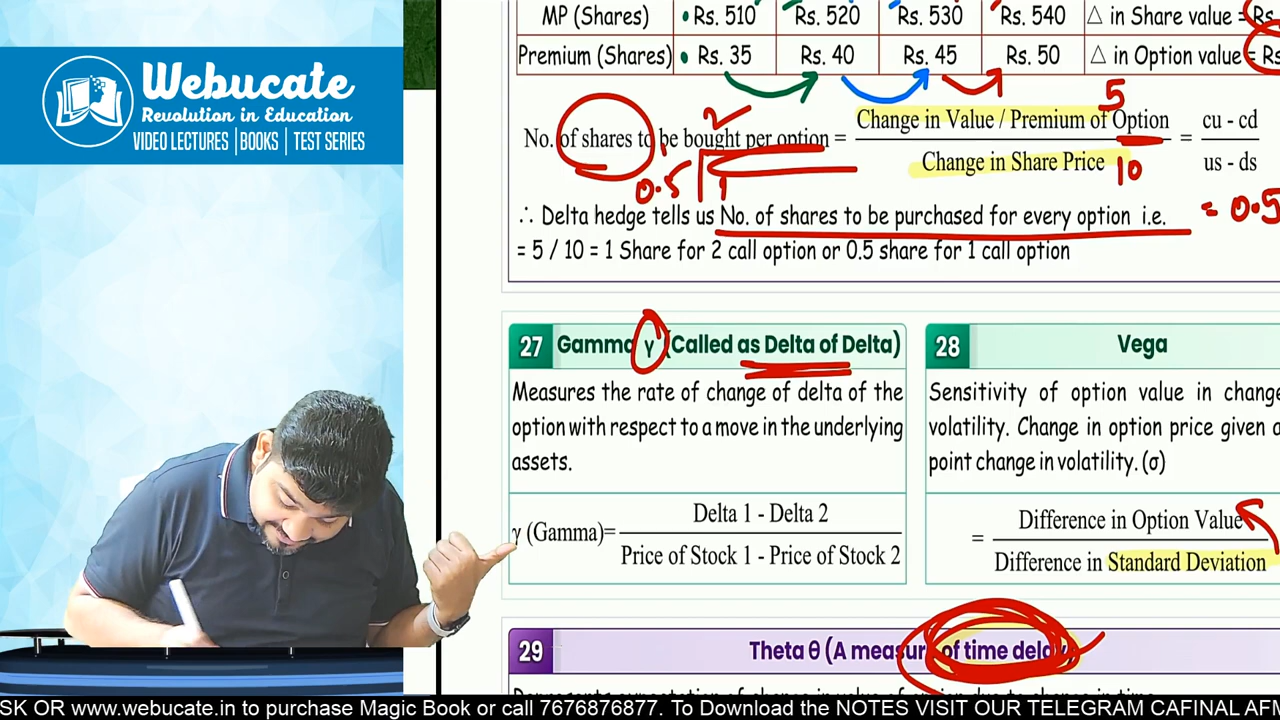 Webucate
Revolution in Education
VIDEO LECTURES | BOOKS | TEST SERIES
MP (Shares) • Rs. 510 Rs. 520 Rs. 530 Rs. 540 △ in Share value = Rs
Premium (Shares) • Rs. 35 Rs. 40 Rs. 45 Rs. 50 △ in Option value = Rs
5
2
No. of shares to be bought per option = Change in Value / Premium of Option = cu - cd
Change in Share Price us - ds
10
0.5 1
= 0.5
∴ Delta hedge tells us No. of shares to be purchased for every option i.e.
= 5 / 10 = 1 Share for 2 call option or 0.5 share for 1 call option
27 Gamma γ (Called as Delta of Delta)
Measures the rate of change of delta of the
option with respect to a move in the underlying
assets.
γ (Gamma)= Delta 1 - Delta 2
Price of Stock 1 - Price of Stock 2
28 Vega
Sensitivity of option value in change
volatility. Change in option price given a
point change in volatility. (σ)
= Difference in Option Value
Difference in Standard Deviation
29 Theta θ (A measure of time delay)
SK OR www.webucate.in to purchase Magic Book or call 7676876877, To Download the NOTES VISIT OUR TELEGRAM CAFINAL AFM